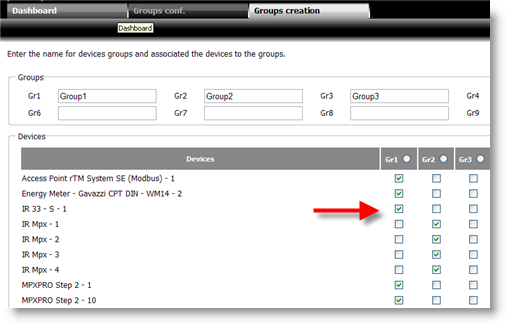 Dashboard Groups conf. Groups creation
Dashboard
Enter the name for devices groups and associated the devices to the groups.
Groups
Gr1 Group1 Gr2 Group2 Gr3 Group3 Gr4
Gr6 Gr7 Gr8 Gr9
Devices
Devices Gr1 Gr2 Gr3
Access Point rTM System SE (Modbus) - 1
Energy Meter - Gavazzi CPT DIN - WM14 - 2
IR 33 - S - 1
IR Mpx - 1
IR Mpx - 2
IR Mpx - 3
IR Mpx - 4
MPXPRO Step 2 - 1
MPXPRO Step 2 - 10